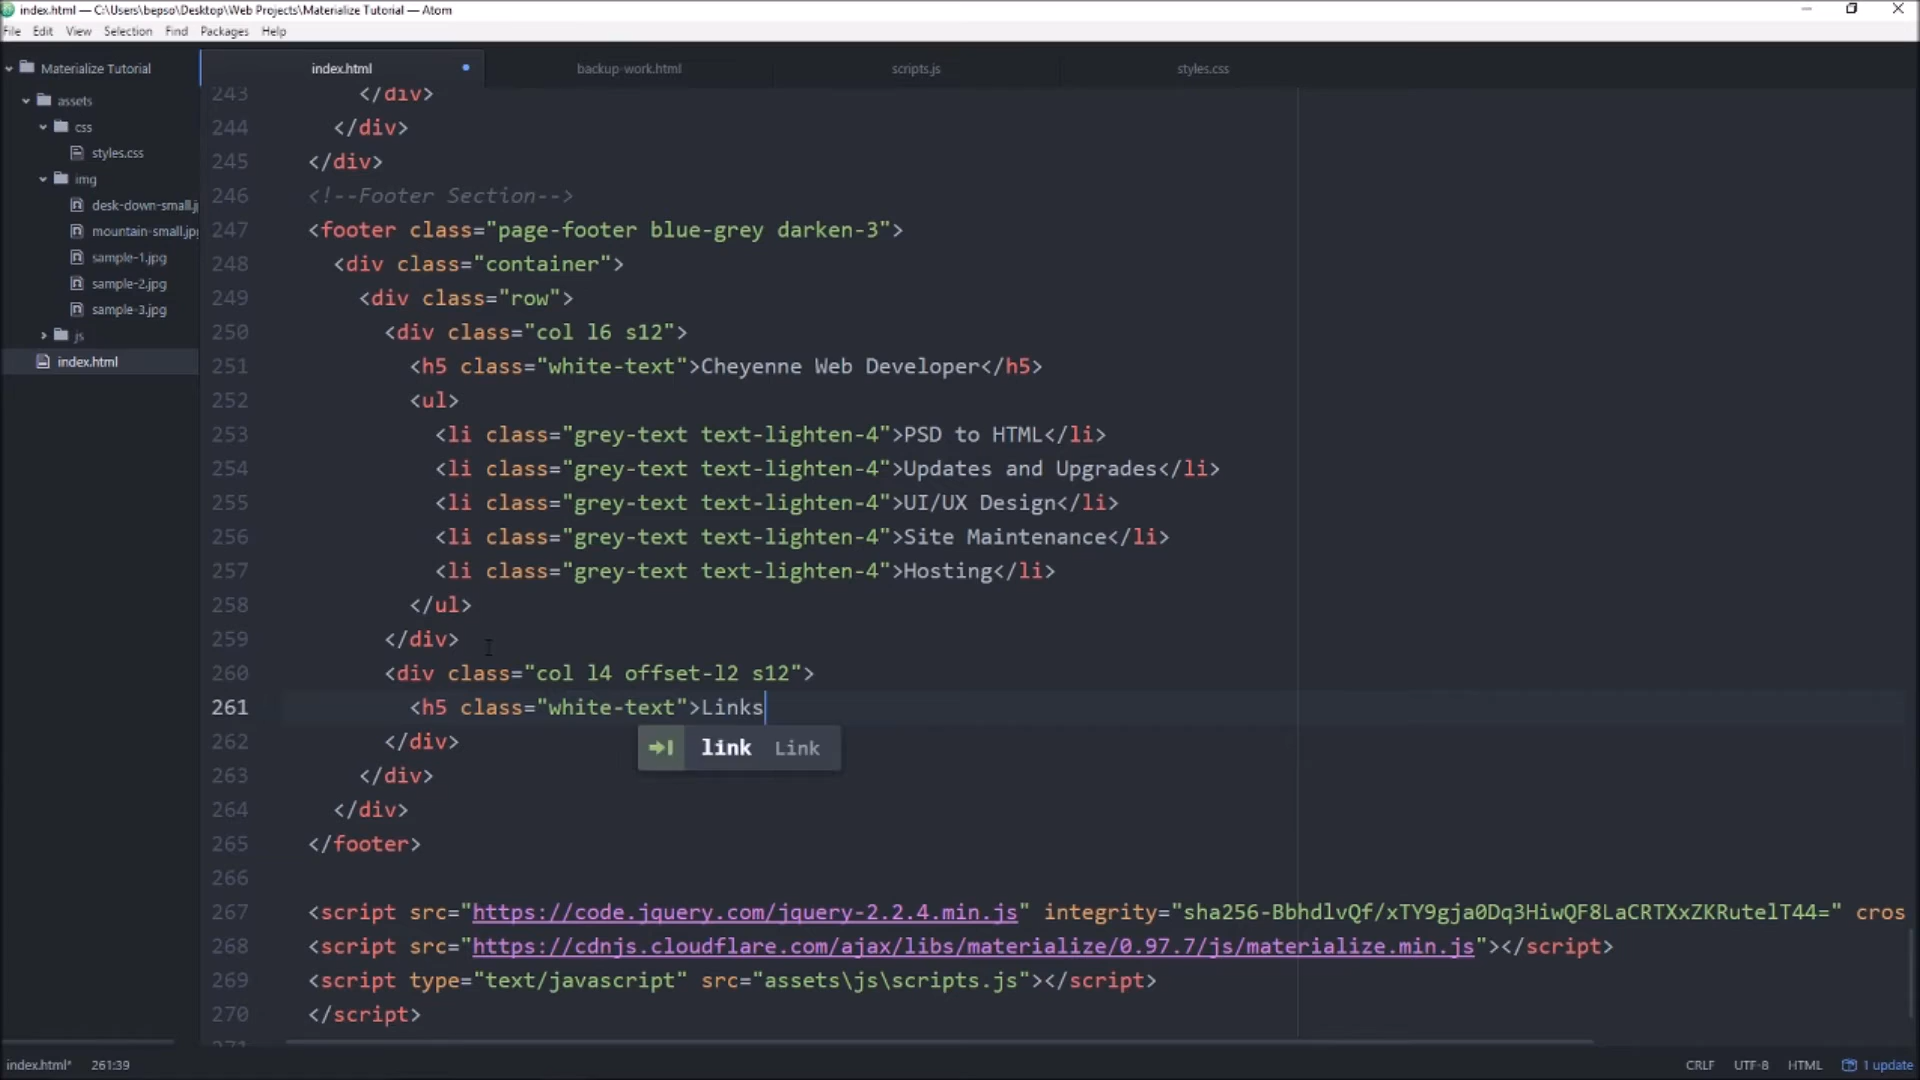 index.html — C:\Users\bepso\Desktop\Web Projects\Materialize Tutorial — Atom
File Edit View Selection Find Packages Help
Materialize Tutorial
assets
css
styles.css
img
desk-down-small.j
mountain-small.jp
sample-1.jpg
sample-2.jpg
sample-3.jpg
js
index.html
index.html backup-work.html scripts.js styles.css
243 </div>
244 </div>
245 </div>
246 <!--Footer Section-->
247 <footer class="page-footer blue-grey darken-3">
248 <div class="container">
249 <div class="row">
250 <div class="col l6 s12">
251 <h5 class="white-text">Cheyenne Web Developer</h5>
252 <ul>
253 <li class="grey-text text-lighten-4">PSD to HTML</li>
254 <li class="grey-text text-lighten-4">Updates and Upgrades</li>
255 <li class="grey-text text-lighten-4">UI/UX Design</li>
256 <li class="grey-text text-lighten-4">Site Maintenance</li>
257 <li class="grey-text text-lighten-4">Hosting</li>
258 </ul>
259 </div>
260 <div class="col l4 offset-l2 s12">
261 <h5 class="white-text">Links
link Link
262 </div>
263 </div>
264 </div>
265 </footer>
266
267 <script src="https://code.jquery.com/jquery-2.2.4.min.js" integrity="sha256-BbhdlvQf/xTY9gja0Dq3HiwQF8LaCRTXxZKRutelT44=" cros
268 <script src="https://cdnjs.cloudflare.com/ajax/libs/materialize/0.97.7/js/materialize.min.js"></script>
269 <script type="text/javascript" src="assets\js\scripts.js"></script>
270 </script>
271
index.html* 261:39 CRLF UTF-8 HTML 1 update